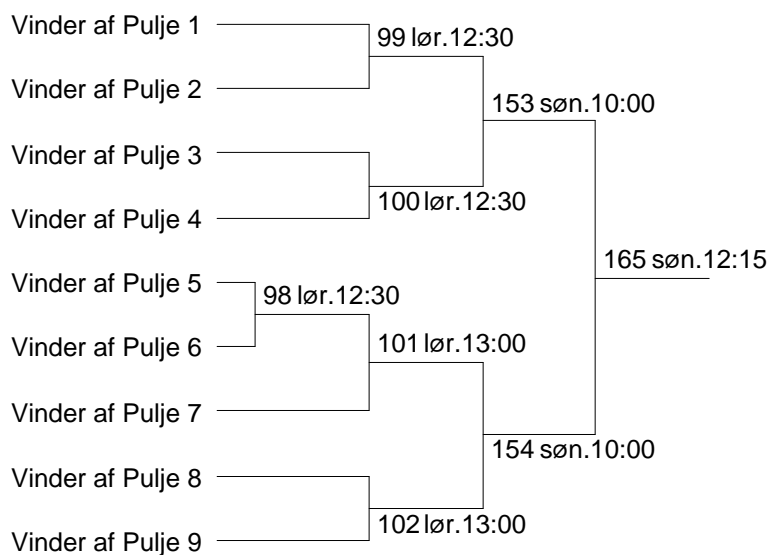 Vinder af Pulje 1
99 lør.12:30
Vinder af Pulje 2
153 søn.10:00
Vinder af Pulje 3
100 lør.12:30
Vinder af Pulje 4
165 søn.12:15
Vinder af Pulje 5
98 lør.12:30
Vinder af Pulje 6
101 lør.13:00
Vinder af Pulje 7
154 søn.10:00
Vinder af Pulje 8
102 lør.13:00
Vinder af Pulje 9